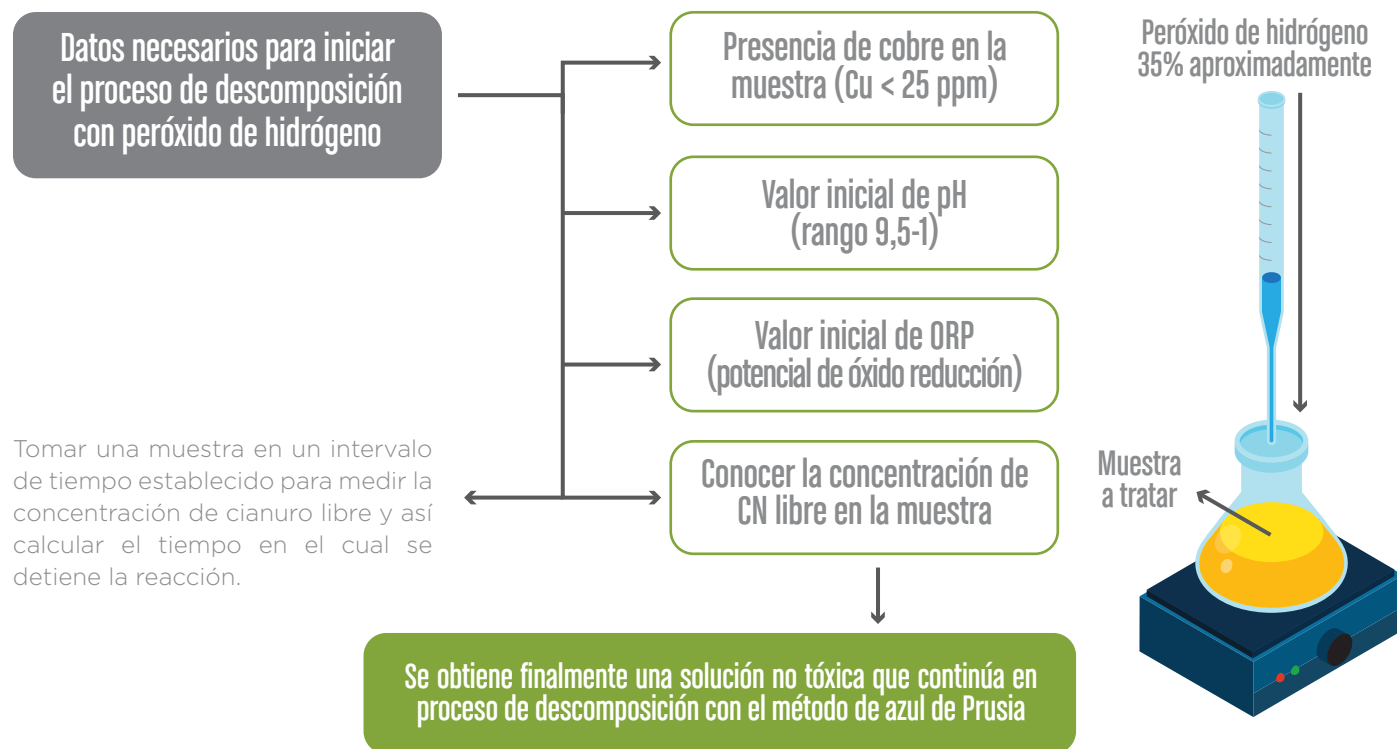 Datos necesarios para iniciar
el proceso de descomposición
con peróxido de hidrógeno
Presencia de cobre en la
muestra (Cu < 25 ppm)
Valor inicial de pH
(rango 9,5-1)
Valor inicial de ORP
(potencial de óxido reducción)
Conocer la concentración de
CN libre en la muestra
Tomar una muestra en un intervalo
de tiempo establecido para medir la
concentración de cianuro libre y así
calcular el tiempo en el cual se
detiene la reacción.
Se obtiene finalmente una solución no tóxica que continúa en
proceso de descomposición con el método de azul de Prusia
Peróxido de hidrógeno
35% aproximadamente
Muestra
a tratar